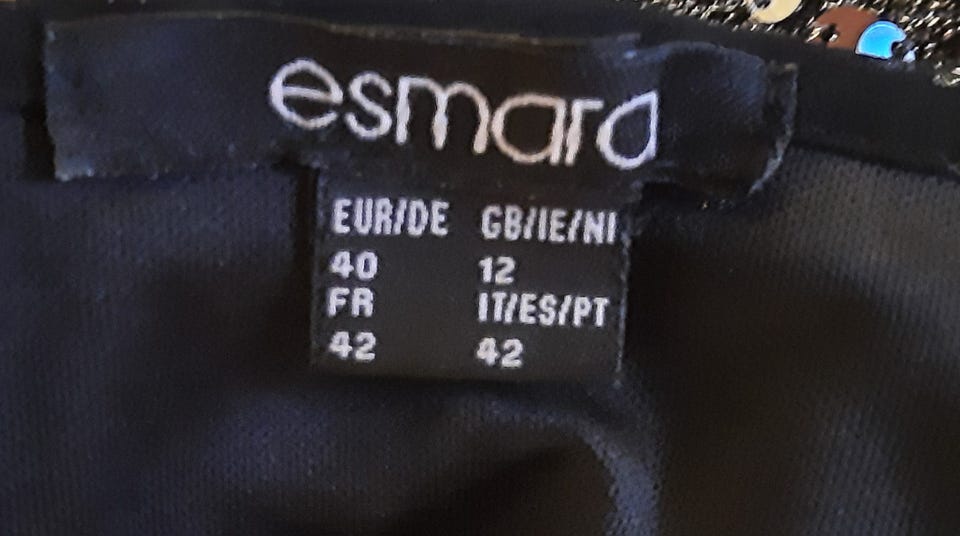 esmara
EUR/DE GB/IE/NI
40 12
FR IT/ES/PT
42 42